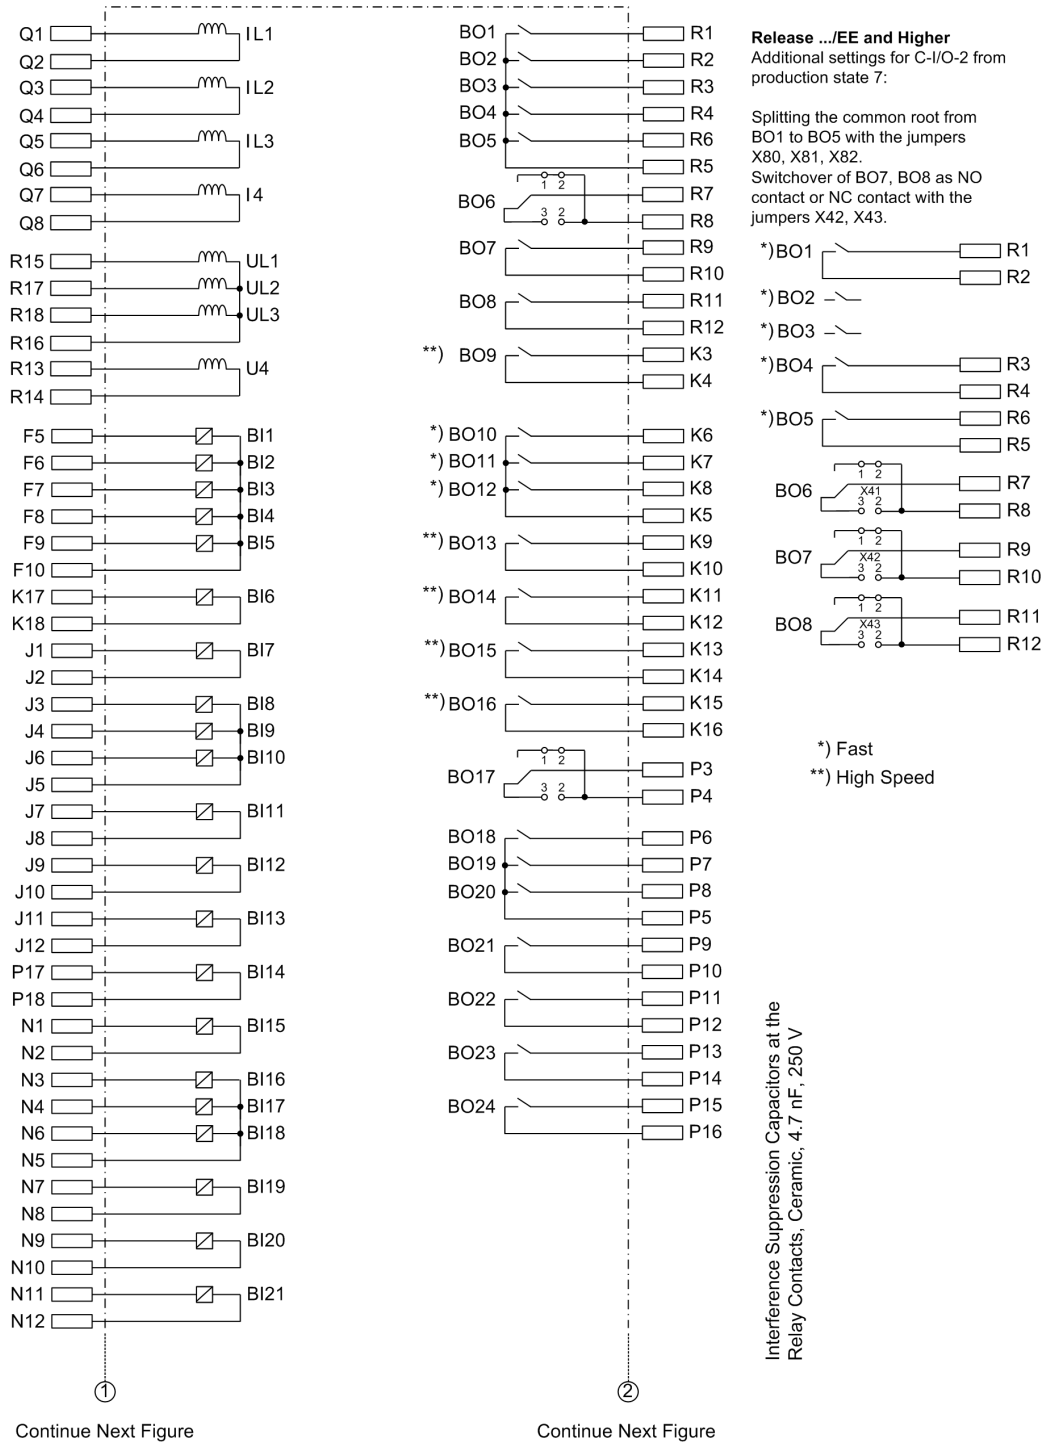 Q1 IL1
Q2
Q3 IL2
Q4
Q5 IL3
Q6
Q7 I4
Q8
R15 UL1
R17 UL2
R18 UL3
R16
R13 U4
R14
F5 BI1
F6 BI2
F7 BI3
F8 BI4
F9 BI5
F10
K17 BI6
K18
J1 BI7
J2
J3 BI8
J4 BI9
J6 BI10
J5
J7 BI11
J8
J9 BI12
J10
J11 BI13
J12
P17 BI14
P18
N1 BI15
N2
N3 BI16
N4 BI17
N6 BI18
N5
N7 BI19
N8
N9 BI20
N10
N11 BI21
N12
1
Continue Next Figure
BO1 R1
BO2 R2
BO3 R3
BO4 R4
BO5 R6
R5
1 2
BO6 R7
3 2
R8
BO7 R9
R10
BO8 R11
R12
**) BO9 K3
K4
*) BO10 K6
*) BO11 K7
*) BO12 K8
K5
**) BO13 K9
K10
**) BO14 K11
K12
**) BO15 K13
K14
**) BO16 K15
K16
1 2
BO17 P3
3 2
P4
BO18 P6
BO19 P7
BO20 P8
P5
BO21 P9
P10
BO22 P11
P12
BO23 P13
P14
BO24 P15
P16
2
Continue Next Figure
Release .../EE and Higher
Additional settings for C-I/O-2 from
production state 7:
Splitting the common root from
BO1 to BO5 with the jumpers
X80, X81, X82.
Switchover of BO7, BO8 as NO
contact or NC contact with the
jumpers X42, X43.
*) BO1 R1
R2
*) BO2
*) BO3
*) BO4 R3
R4
*) BO5 R6
R5
1 2
BO6 X41 R7
3 2
R8
1 2
BO7 X42 R9
3 2
R10
1 2
BO8 X43 R11
3 2
R12
*) Fast
**) High Speed
Interference Suppression Capacitors at the
Relay Contacts, Ceramic, 4.7 nF, 250 V